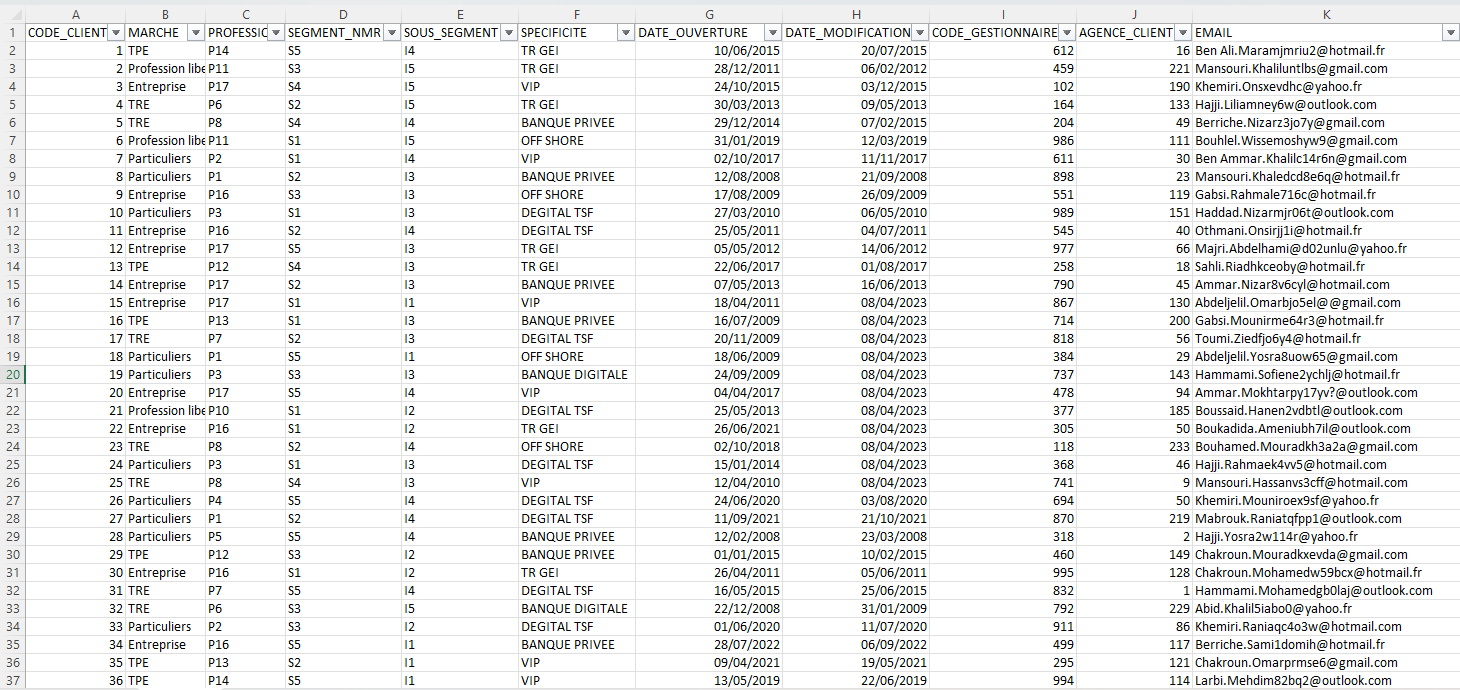 A B C D E F G H I J K
1 CODE_CLIENT MARCHE PROFESSIC SEGMENT_NMR SOUS_SEGMENT SPECIFICITE DATE_OUVERTURE DATE_MODIFICATION CODE_GESTIONNAIRE AGENCE_CLIENT EMAIL
2 1 TPE P14 S5 I4 TR GEI 10/06/2015 20/07/2015 612 16 Ben Ali.Maramjmriu2@hotmail.fr
3 2 Profession libe P11 S3 I5 TR GEI 28/12/2011 06/02/2012 459 221 Mansouri.Khaliluntlbs@gmail.com
4 3 Entreprise P17 S4 I5 VIP 24/10/2015 03/12/2015 102 190 Khemiri.Onsxevdhc@yahoo.fr
5 4 TRE P6 S2 I5 TR GEI 30/03/2013 09/05/2013 164 133 Hajji.Liliamney6w@outlook.com
6 5 TRE P8 S4 I4 BANQUE PRIVEE 29/12/2014 07/02/2015 204 49 Berriche.Nizarz3jo7y@gmail.com
7 6 Profession libe P11 S1 I5 OFF SHORE 31/01/2019 12/03/2019 986 111 Bouhlel.Wissemoshyw9@gmail.com
8 7 Particuliers P2 S1 I4 VIP 02/10/2017 11/11/2017 611 30 Ben Ammar.Khalilc14r6n@gmail.com
9 8 Particuliers P1 S2 I3 BANQUE PRIVEE 12/08/2008 21/09/2008 898 23 Mansouri.Khaledcd8e6q@hotmail.fr
10 9 Entreprise P16 S3 I3 OFF SHORE 17/08/2009 26/09/2009 551 119 Gabsi.Rahmale716c@hotmail.fr
11 10 Particuliers P3 S1 I3 DEGITAL TSF 27/03/2010 06/05/2010 989 151 Haddad.Nizarmjr06t@outlook.com
12 11 Entreprise P16 S2 I4 DEGITAL TSF 25/05/2011 04/07/2011 545 40 Othmani.Onsirjj1i@hotmail.fr
13 12 Entreprise P17 S5 I3 TR GEI 05/05/2012 14/06/2012 977 66 Majri.Abdelhami@d02unlu@yahoo.fr
14 13 TPE P12 S4 I3 TR GEI 22/06/2017 01/08/2017 258 18 Sahli.Riadhkceoby@hotmail.fr
15 14 Entreprise P17 S2 I3 BANQUE PRIVEE 07/05/2013 16/06/2013 790 45 Ammar.Nizar8v6cyl@hotmail.com
16 15 Entreprise P17 S1 I1 VIP 18/04/2011 08/04/2023 867 130 Abdeljelil.Omarbjo5el@@gmail.com
17 16 TPE P13 S1 I3 BANQUE PRIVEE 16/07/2009 08/04/2023 714 200 Gabsi.Mounirme64r3@hotmail.fr
18 17 TRE P7 S2 I3 DEGITAL TSF 20/11/2009 08/04/2023 818 56 Toumi.Ziedfjo6y4@hotmail.fr
19 18 Particuliers P1 S5 I1 OFF SHORE 18/06/2009 08/04/2023 384 29 Abdeljelil.Yosra8uow65@gmail.com
20 19 Particuliers P3 S3 I3 BANQUE DIGITALE 24/09/2009 08/04/2023 737 143 Hammami.Sofiene2ychlj@hotmail.fr
21 20 Entreprise P17 S5 I4 VIP 04/04/2017 08/04/2023 478 94 Ammar.Mokhtarpy17yv?@outlook.com
22 21 Profession libe P10 S1 I2 DEGITAL TSF 25/05/2013 08/04/2023 377 185 Boussaid.Hanen2vdbtl@outlook.com
23 22 Entreprise P16 S1 I2 TR GEI 26/06/2021 08/04/2023 305 50 Boukadida.Ameniubh7il@outlook.com
24 23 TRE P8 S2 I4 OFF SHORE 02/10/2018 08/04/2023 118 233 Bouhamed.Mouradkh3a2a@gmail.com
25 24 Particuliers P3 S1 I3 DEGITAL TSF 15/01/2014 08/04/2023 368 46 Hajji.Rahmaek4vv5@hotmail.com
26 25 TRE P8 S4 I3 VIP 12/04/2010 08/04/2023 741 9 Mansouri.Hassanvs3cff@hotmail.com
27 26 Particuliers P4 S5 I4 DEGITAL TSF 24/06/2020 03/08/2020 694 50 Khemiri.Mouniroex9sf@yahoo.fr
28 27 Particuliers P1 S2 I4 DEGITAL TSF 11/09/2021 21/10/2021 870 219 Mabrouk.Raniatqfpp1@outlook.com
29 28 Particuliers P5 S5 I4 BANQUE PRIVEE 12/02/2008 23/03/2008 318 2 Hajji.Yosra2w114r@yahoo.fr
30 29 TPE P12 S3 I2 BANQUE PRIVEE 01/01/2015 10/02/2015 460 149 Chakroun.Mouradkxevda@gmail.com
31 30 Entreprise P16 S1 I2 TR GEI 26/04/2011 05/06/2011 995 128 Chakroun.Mohamedw59bcx@hotmail.fr
32 31 TRE P7 S5 I4 DEGITAL TSF 16/05/2015 25/06/2015 832 1 Hammami.Mohamedgb0laj@outlook.com
33 32 TRE P6 S3 I5 BANQUE DIGITALE 22/12/2008 31/01/2009 792 229 Abid.Khalil5iabo0@yahoo.fr
34 33 Particuliers P2 S3 I2 DEGITAL TSF 01/06/2020 11/07/2020 911 86 Khemiri.Raniaqc4o3w@hotmail.com
35 34 Entreprise P16 S5 I1 BANQUE PRIVEE 28/07/2022 06/09/2022 499 117 Berriche.Sami1domih@hotmail.fr
36 35 TPE P13 S2 I1 VIP 09/04/2021 19/05/2021 295 121 Chakroun.Omarprmse6@gmail.com
37 36 TPE P14 S5 I1 VIP 13/05/2019 22/06/2019 994 114 Larbi.Mehdim82bq2@outlook.com